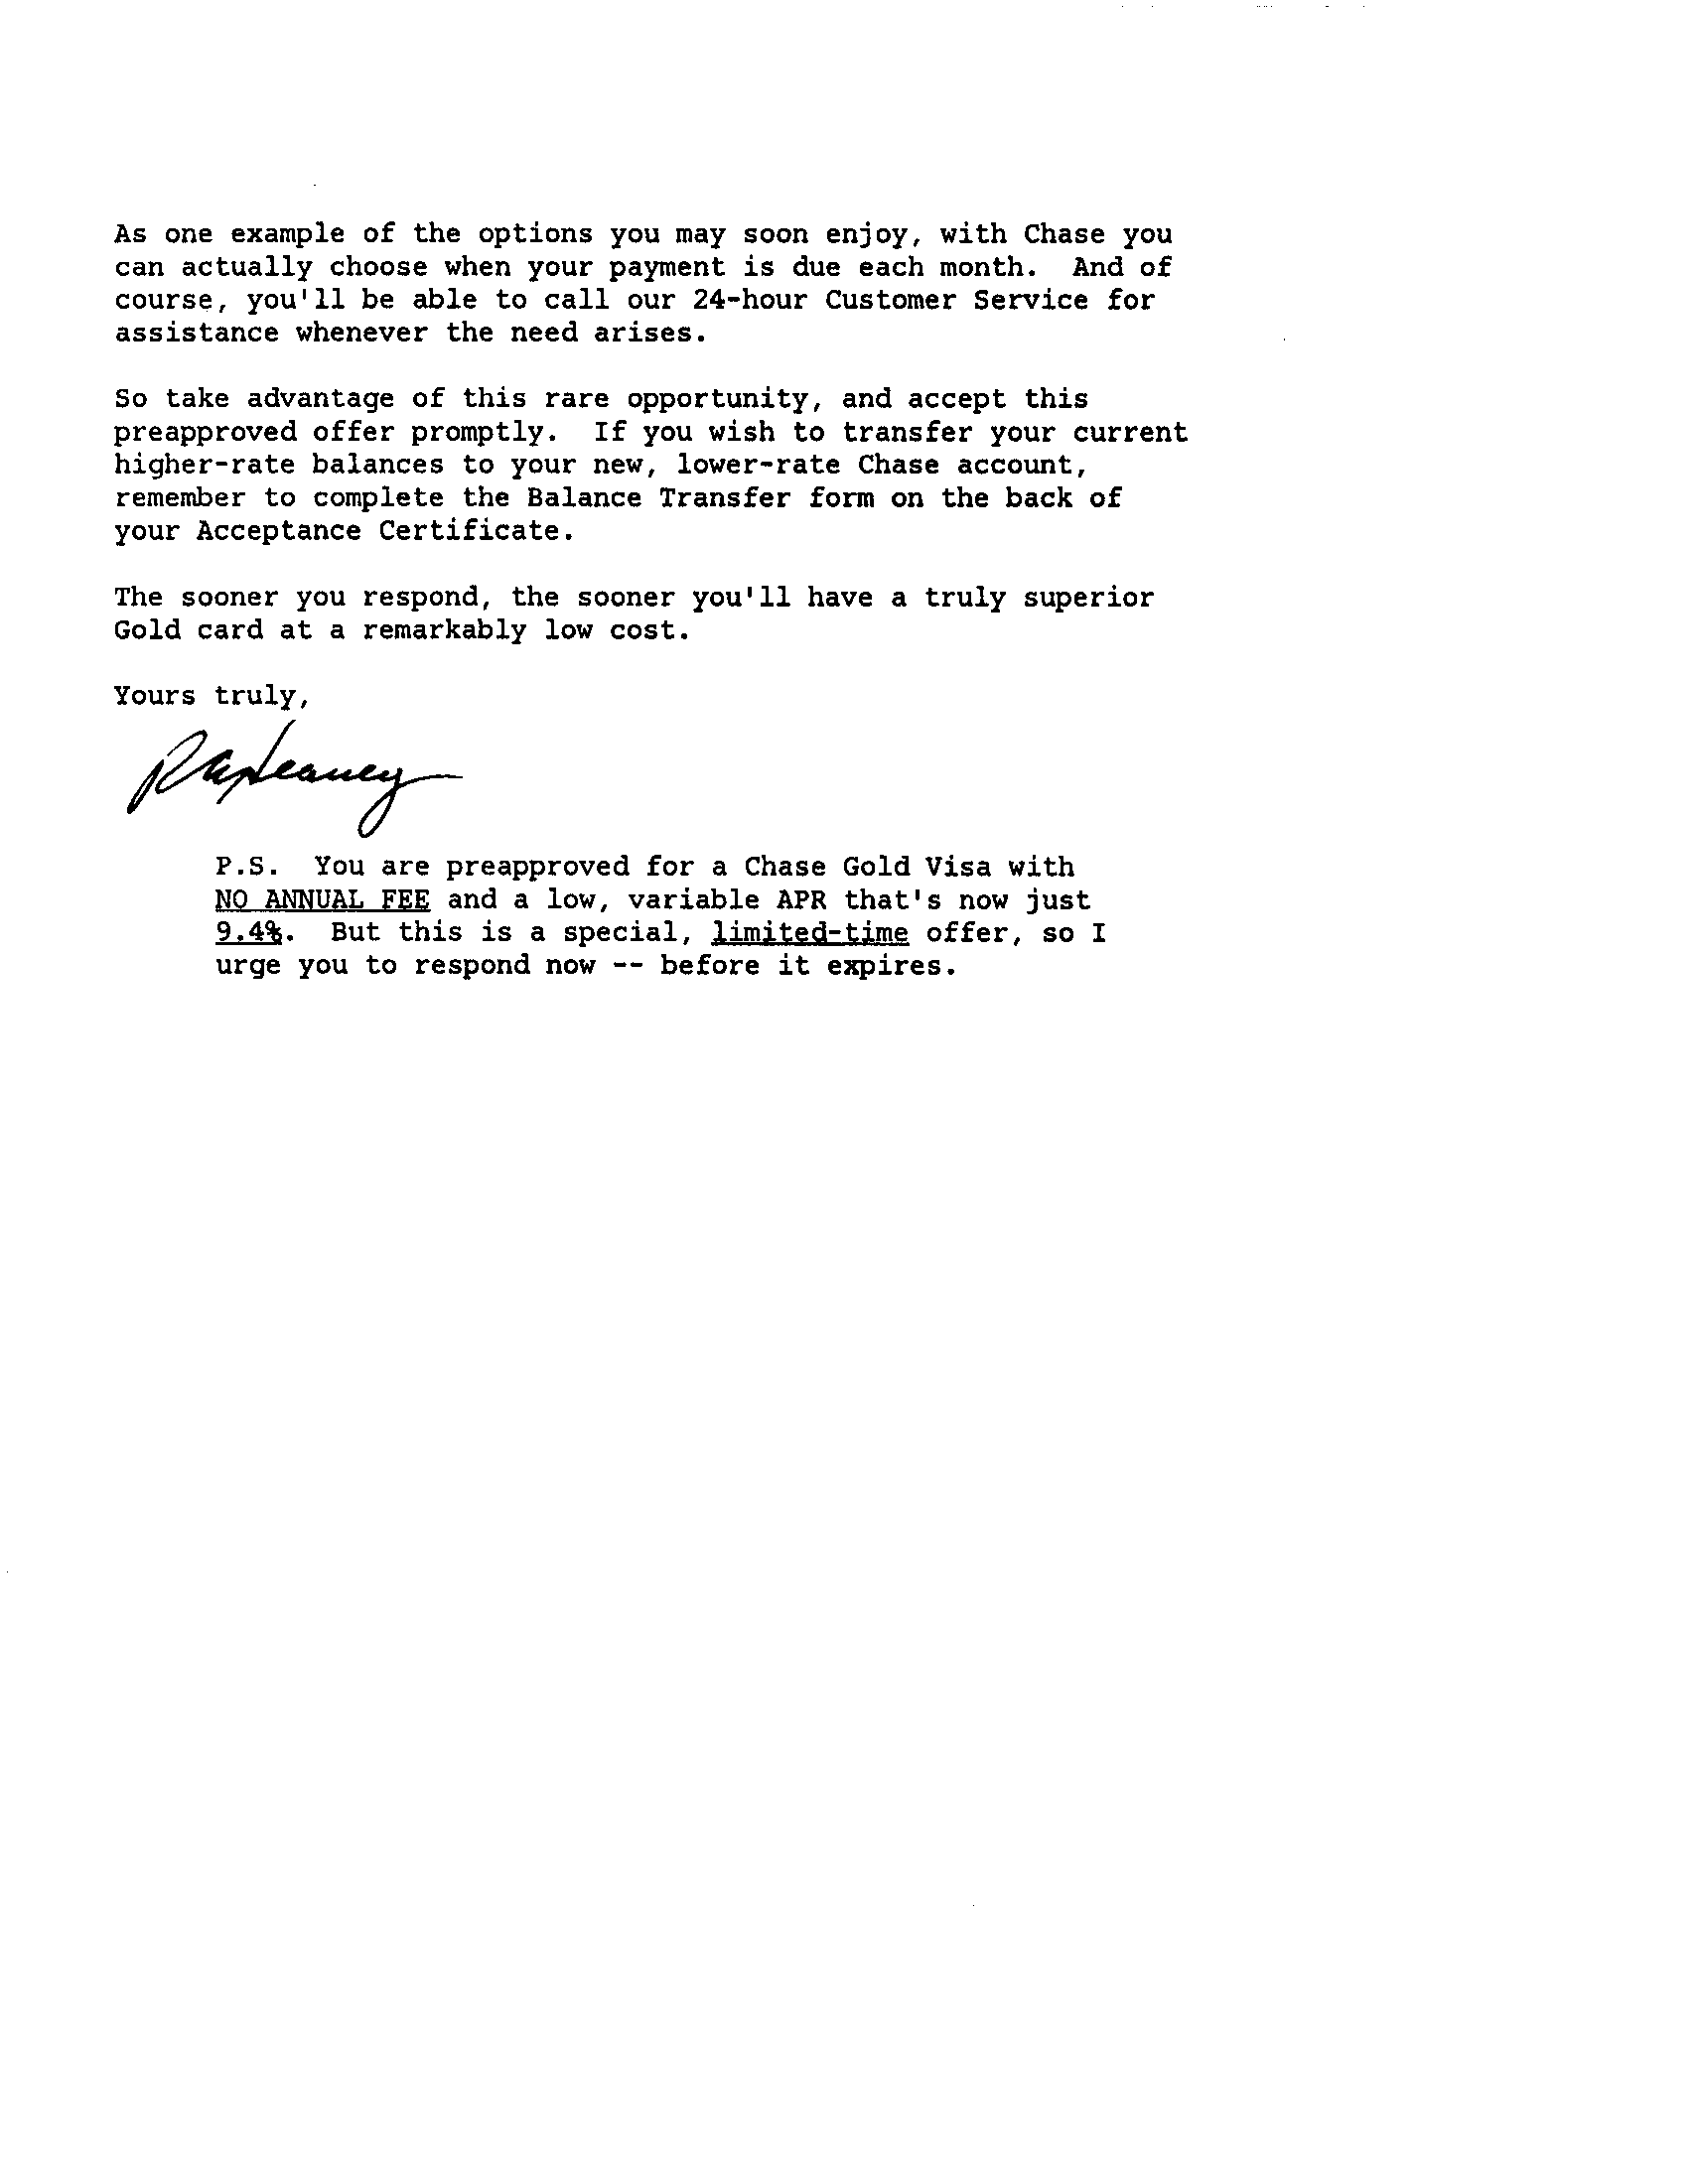 As one example of the options you may soon enjoy, with Chase you
can actually choose when your payment is due each month.  And of
course, you'll be able to call our 24-hour Customer Service for
assistance whenever the need arises.
So take advantage of this rare opportunity, and accept this
preapproved offer promptly.  If you wish to transfer your current
higher-rate balances to your new, lower-rate Chase account,
remember to complete the Balance Transfer form on the back of
your Acceptance Certificate.
The sooner you respond, the sooner you'll have a truly superior
Gold card at a remarkably low cost.
Yours truly,
P.S.  You are preapproved for a Chase Gold Visa with
NO ANNUAL FEE and a low, variable APR that's now just
9.4%.  But this is a special, limited-time offer, so I
urge you to respond now -- before it expires.